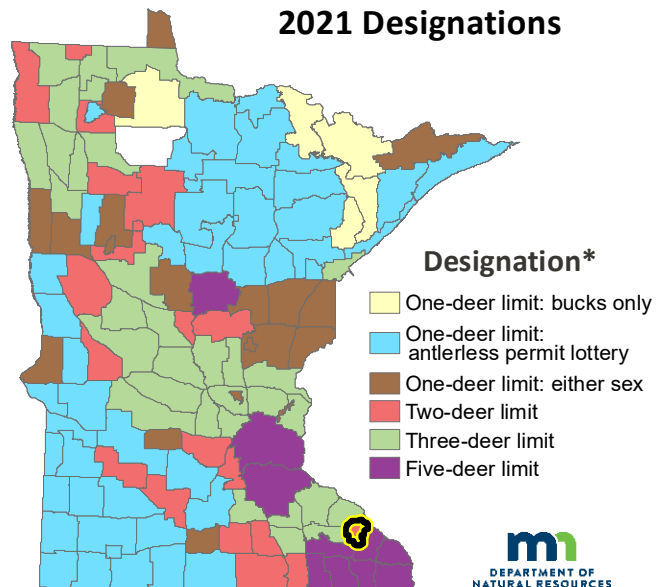 2021 Designations
Designation*
One-deer limit: bucks only
One-deer limit:
antlerless permit lottery
One-deer limit: either sex
Two-deer limit
Three-deer limit
Five-deer limit
mn
DEPARTMENT OF
NATURAL RESOURCES